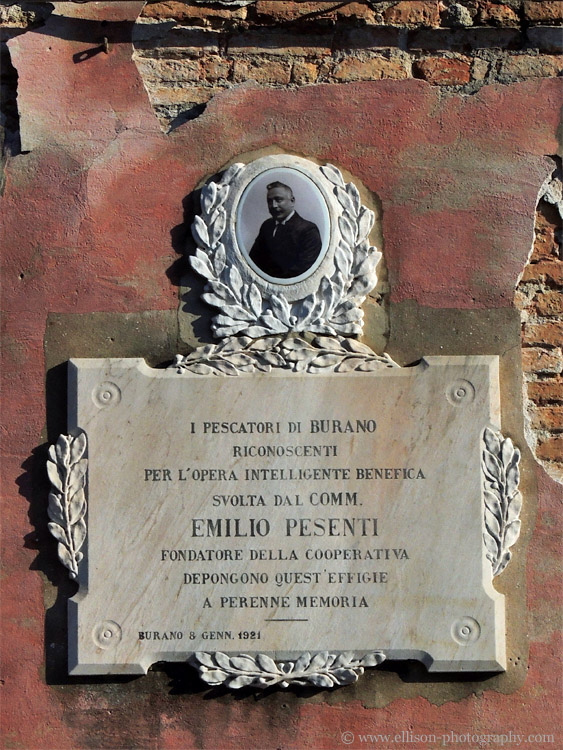 I PESCATORI DI BURANO
RICONOSCENTI
PER L'OPERA INTELLIGENTE BENEFICA
SVOLTA DAL COMM.
EMILIO PESENTI
FONDATORE DELLA COOPERATIVA
DEPONGONO QUEST'EFFIGIE
A PERENNE MEMORIA
BURANO 8 GENN. 1921
© www.ellison-photography.com